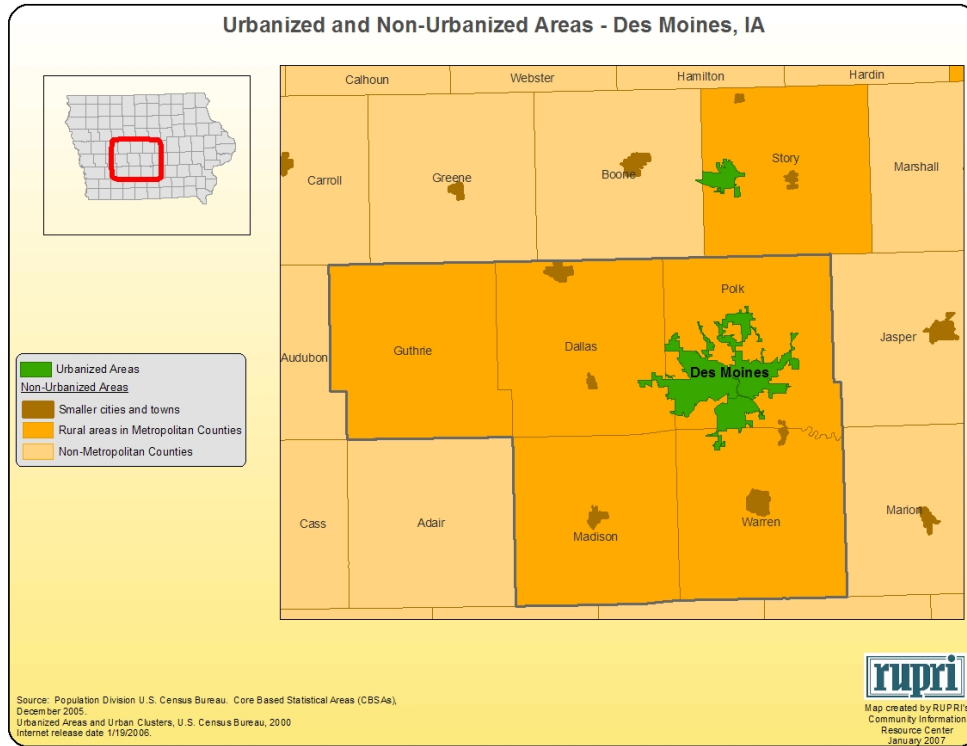 Urbanized and Non-Urbanized Areas - Des Moines, IA
Calhoun
Webster
Hamilton
Hardin
Carroll
Greene
Boone
Story
Marshall
Audubon
Guthrie
Dallas
Polk
Des Moines
Jasper
Cass
Adair
Madison
Warren
Marion
Urbanized Areas
Non-Urbanized Areas
Smaller cities and towns
Rural areas in Metropolitan Counties
Non-Metropolitan Counties
Source: Population Division U.S. Census Bureau. Core Based Statistical Areas (CBSAs),
December 2005.
Urbanized Areas and Urban Clusters, U.S. Census Bureau, 2000
Internet release date 1/19/2006.
rupri
Map created by RUPRI's
Community Information
Resource Center
January 2007